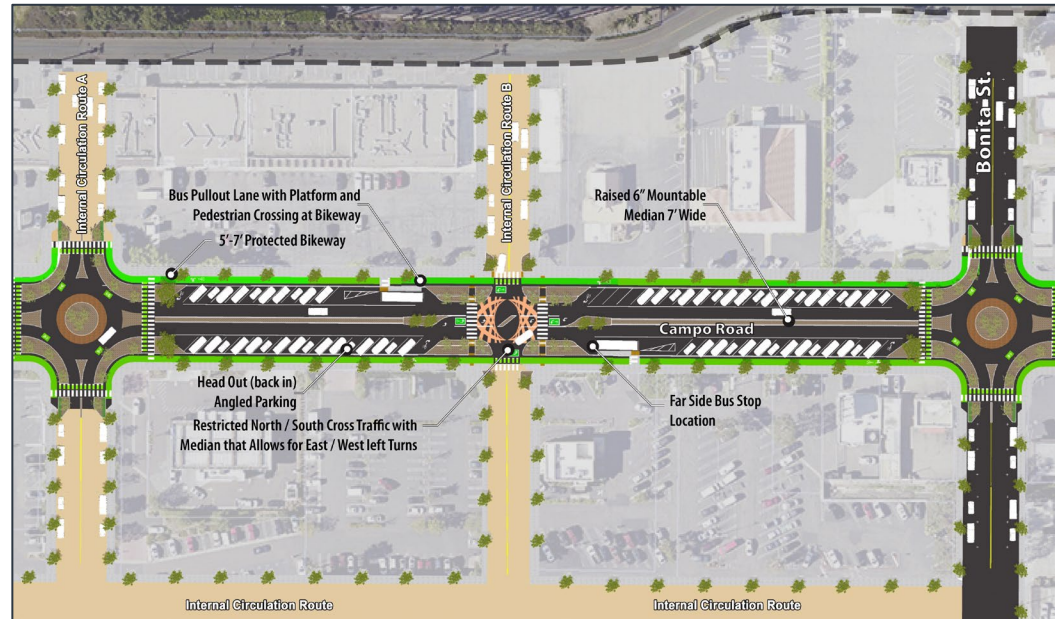 Internal Circulation Route A
Internal Circulation Route B
Bonita St.
Bus Pullout Lane with Platform and
Pedestrian Crossing at Bikeway
5’-7’ Protected Bikeway
Raised 6” Mountable
Median 7’ Wide
Campo Road
Head Out (back in)
Angled Parking
Restricted North / South Cross Traffic with
Median that Allows for East / West left Turns
Far Side Bus Stop
Location
Internal Circulation Route
Internal Circulation Route